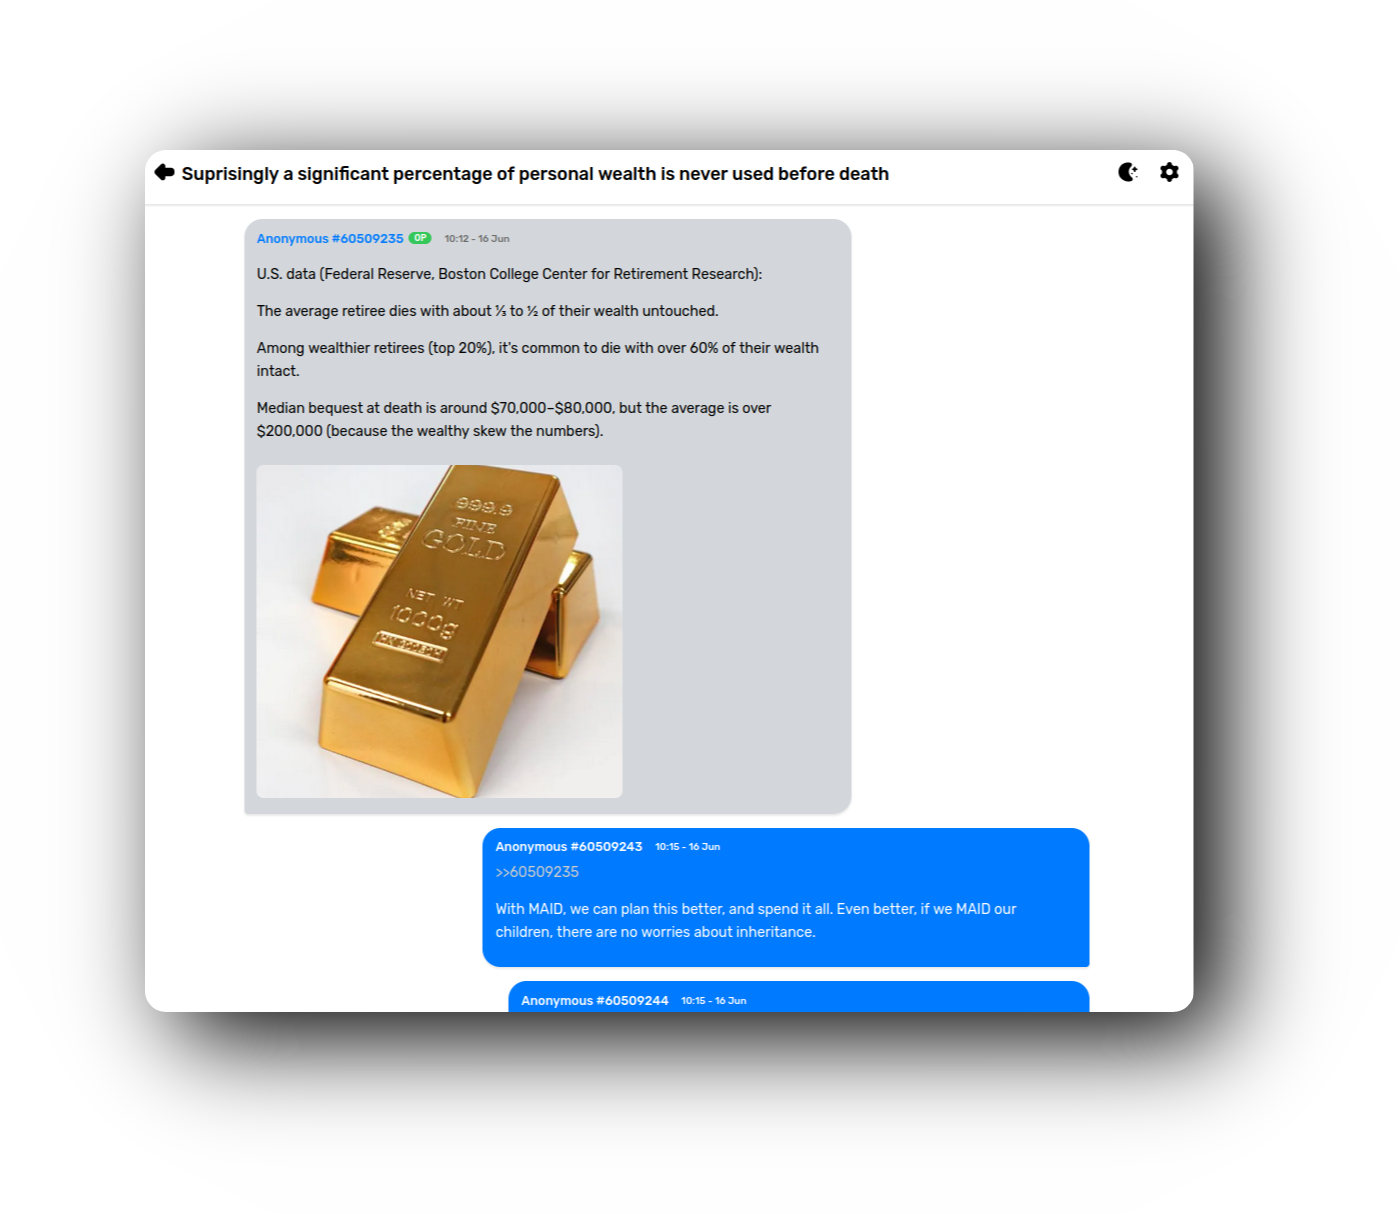 Suprisingly a significant percentage of personal wealth is never used before death
Anonymous #60509235 OP 10:12 - 16 Jun
U.S. data (Federal Reserve, Boston College Center for Retirement Research):
The average retiree dies with about ⅓ to ½ of their wealth untouched.
Among wealthier retirees (top 20%), it's common to die with over 60% of their wealth
intact.
Median bequest at death is around $70,000–$80,000, but the average is over
$200,000 (because the wealthy skew the numbers).
999.9
FINE
GOLD
NET WT
1000g
Anonymous #60509243 10:15 - 16 Jun
>>60509235
With MAID, we can plan this better, and spend it all. Even better, if we MAID our
children, there are no worries about inheritance.
Anonymous #60509244 10:15 - 16 Jun